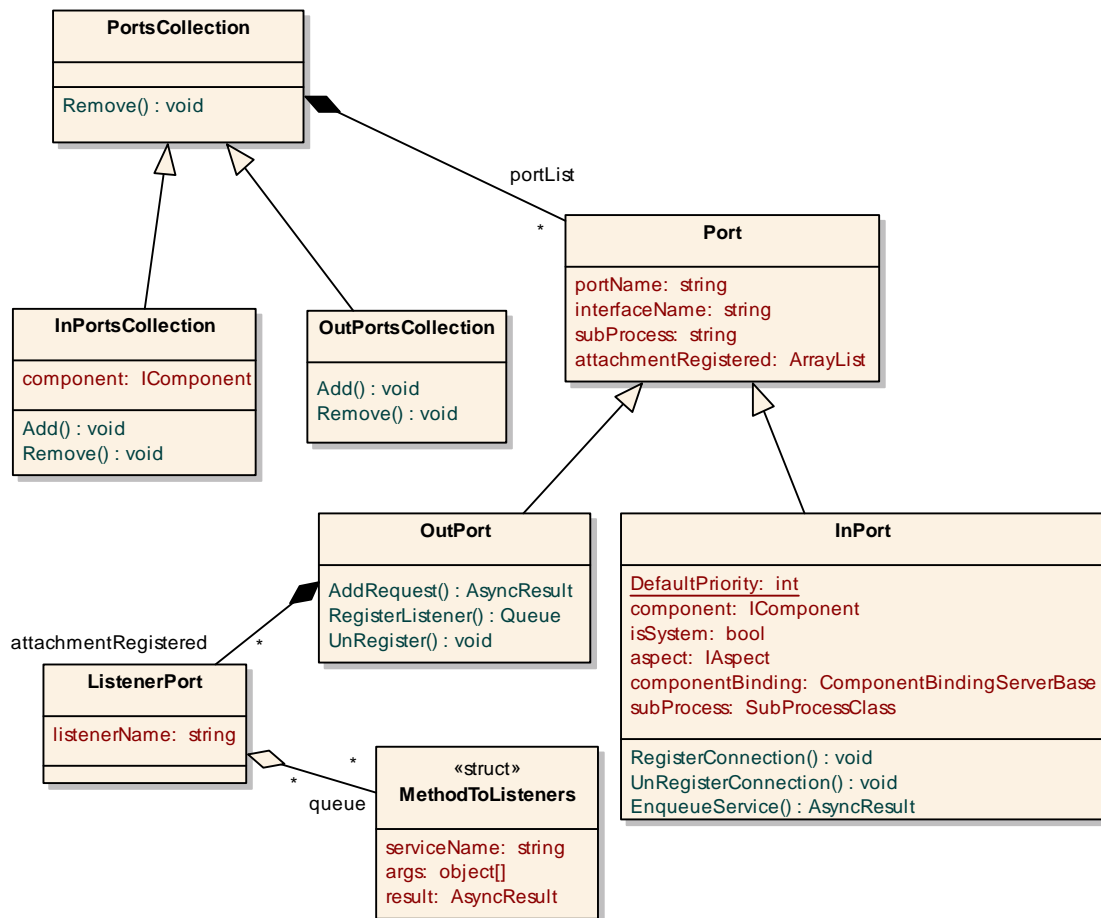 PortsCollection
Remove() : void
portList
*
Port
portName: string
interfaceName: string
subProcess: string
attachmentRegistered: ArrayList
InPortsCollection
component: IComponent
Add() : void
Remove() : void
OutPortsCollection
Add() : void
Remove() : void
OutPort
AddRequest() : AsyncResult
RegisterListener() : Queue
UnRegister() : void
InPort
DefaultPriority: int
component: IComponent
isSystem: bool
aspect: IAspect
componentBinding: ComponentBindingServerBase
subProcess: SubProcessClass
RegisterConnection() : void
UnRegisterConnection() : void
EnqueueService() : AsyncResult
attachmentRegistered
*
ListenerPort
listenerName: string
*
*
queue
«struct»
MethodToListeners
serviceName: string
args: object[]
result: AsyncResult